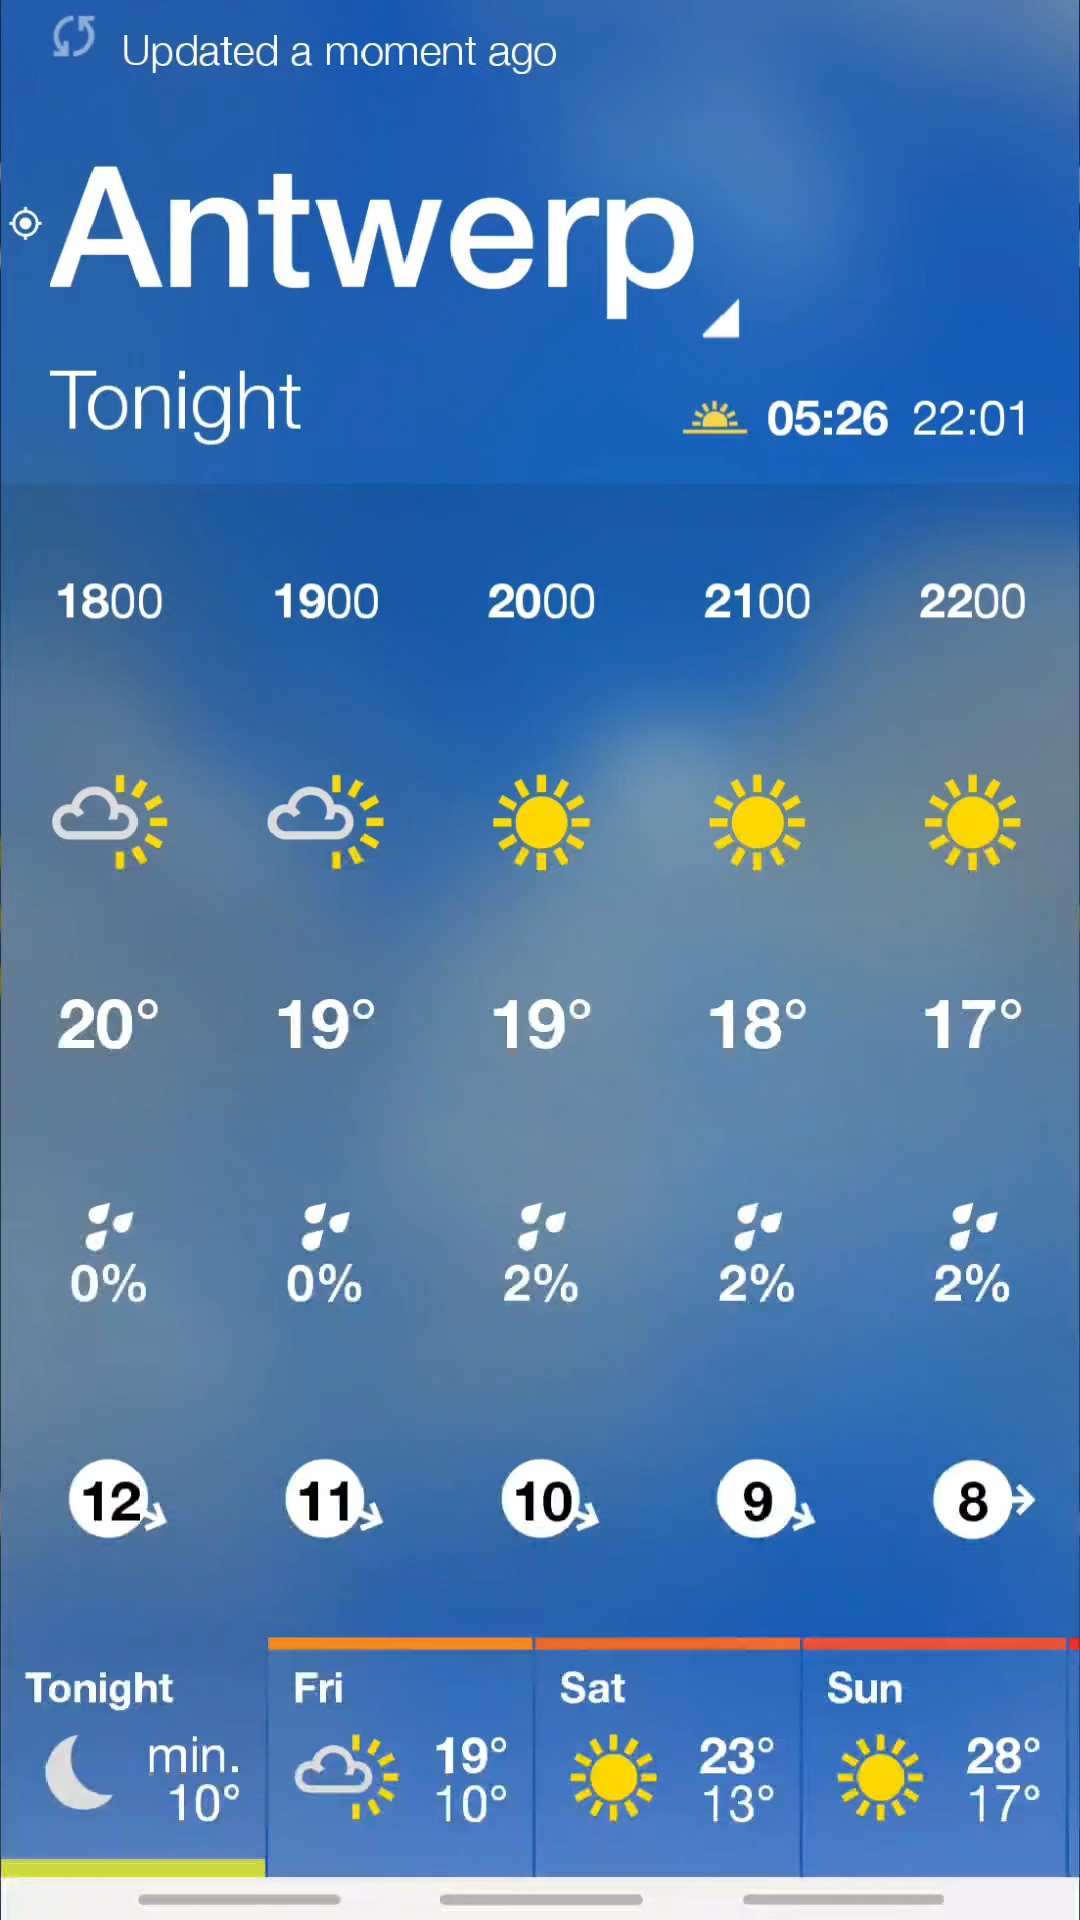 Updated a moment ago
Antwerp
Tonight
05:26 22:01
1800 1900 2000 2100 2200
20° 19° 19° 18° 17°
0% 0% 2% 2% 2%
12 11 10 9 8
Tonight Fri Sat Sun
min. 19° 23° 28°
10° 10° 13° 17°